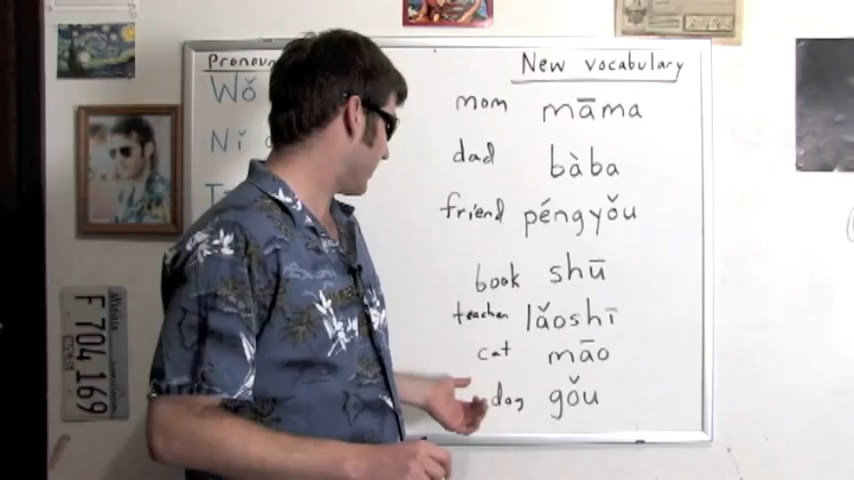 Pronoun
Wǒ
Nǐ
New vocabulary
mom māma
dad bàba
friend péngyǒu
book shū
teacher lǎoshī
cat māo
dog gǒu
F 704 169